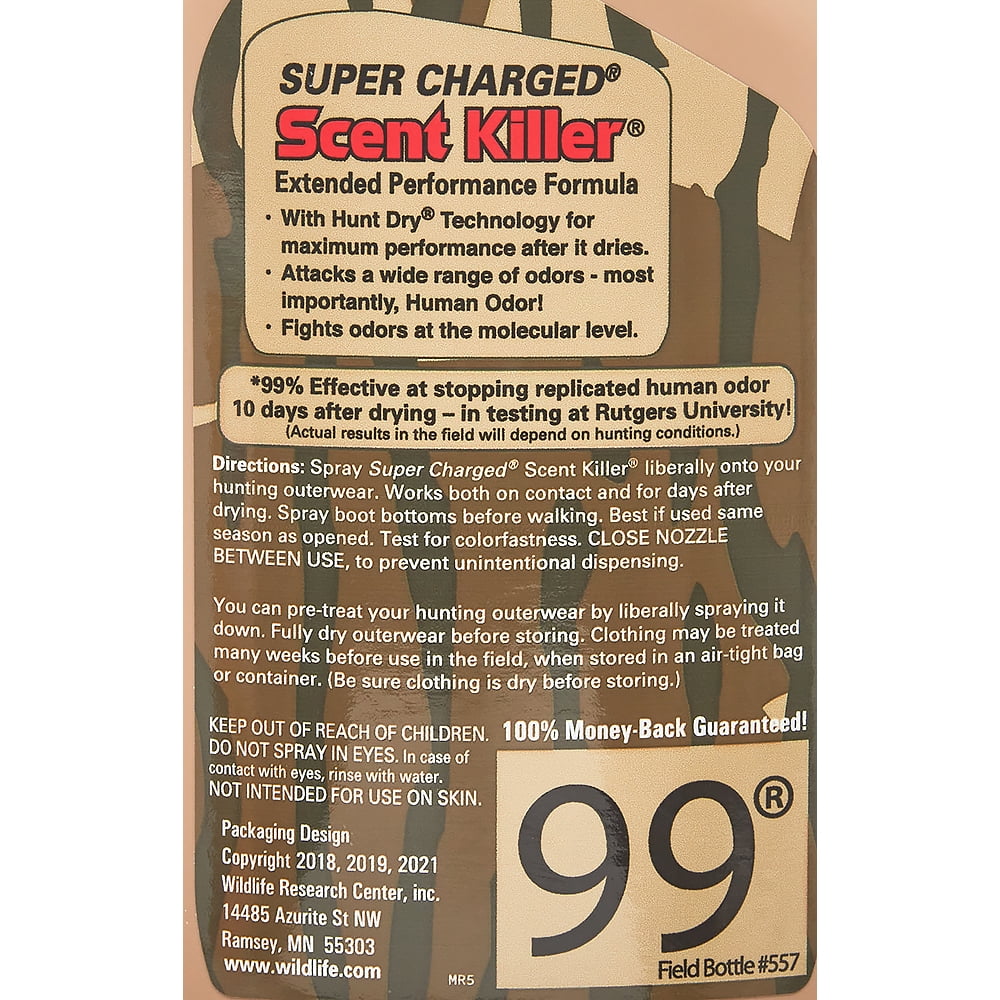 SUPER CHARGED®
Scent Killer®
Extended Performance Formula
• With Hunt Dry® Technology for
maximum performance after it dries.
• Attacks a wide range of odors - most
importantly, Human Odor!
• Fights odors at the molecular level.
*99% Effective at stopping replicated human odor
10 days after drying – in testing at Rutgers University!
(Actual results in the field will depend on hunting conditions.)
Directions: Spray Super Charged® Scent Killer® liberally onto your
hunting outerwear. Works both on contact and for days after
drying. Spray boot bottoms before walking. Best if used same
season as opened. Test for colorfastness. CLOSE NOZZLE
BETWEEN USE, to prevent unintentional dispensing.
You can pre-treat your hunting outerwear by liberally spraying it
down. Fully dry outerwear before storing. Clothing may be treated
many weeks before use in the field, when stored in an air-tight bag
or container. (Be sure clothing is dry before storing.)
KEEP OUT OF REACH OF CHILDREN.
DO NOT SPRAY IN EYES. In case of
contact with eyes, rinse with water.
NOT INTENDED FOR USE ON SKIN.
Packaging Design
Copyright 2018, 2019, 2021
Wildlife Research Center, inc.
14485 Azurite St NW
Ramsey, MN 55303
www.wildlife.com
MR5
100% Money-Back Guaranteed!
99®
Field Bottle #557